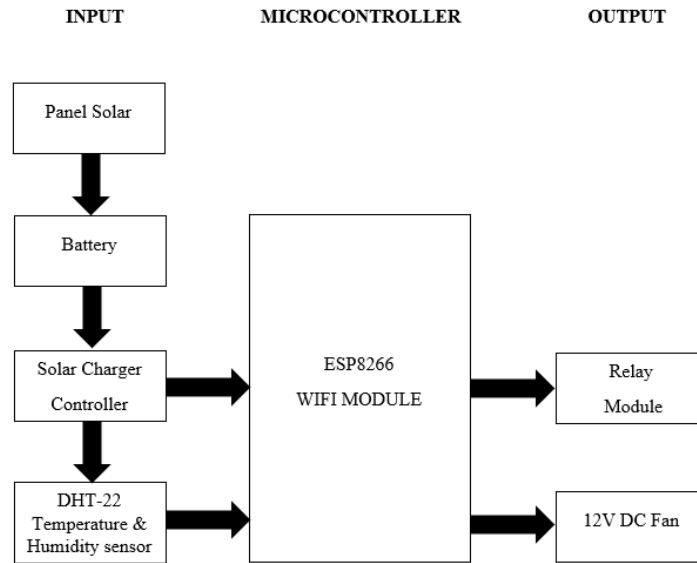 INPUT
MICROCONTROLLER
OUTPUT
Panel Solar
Battery
Solar Charger
Controller
DHT-22
Temperature &
Humidity sensor
ESP8266
WIFI MODULE
Relay
Module
12V DC Fan